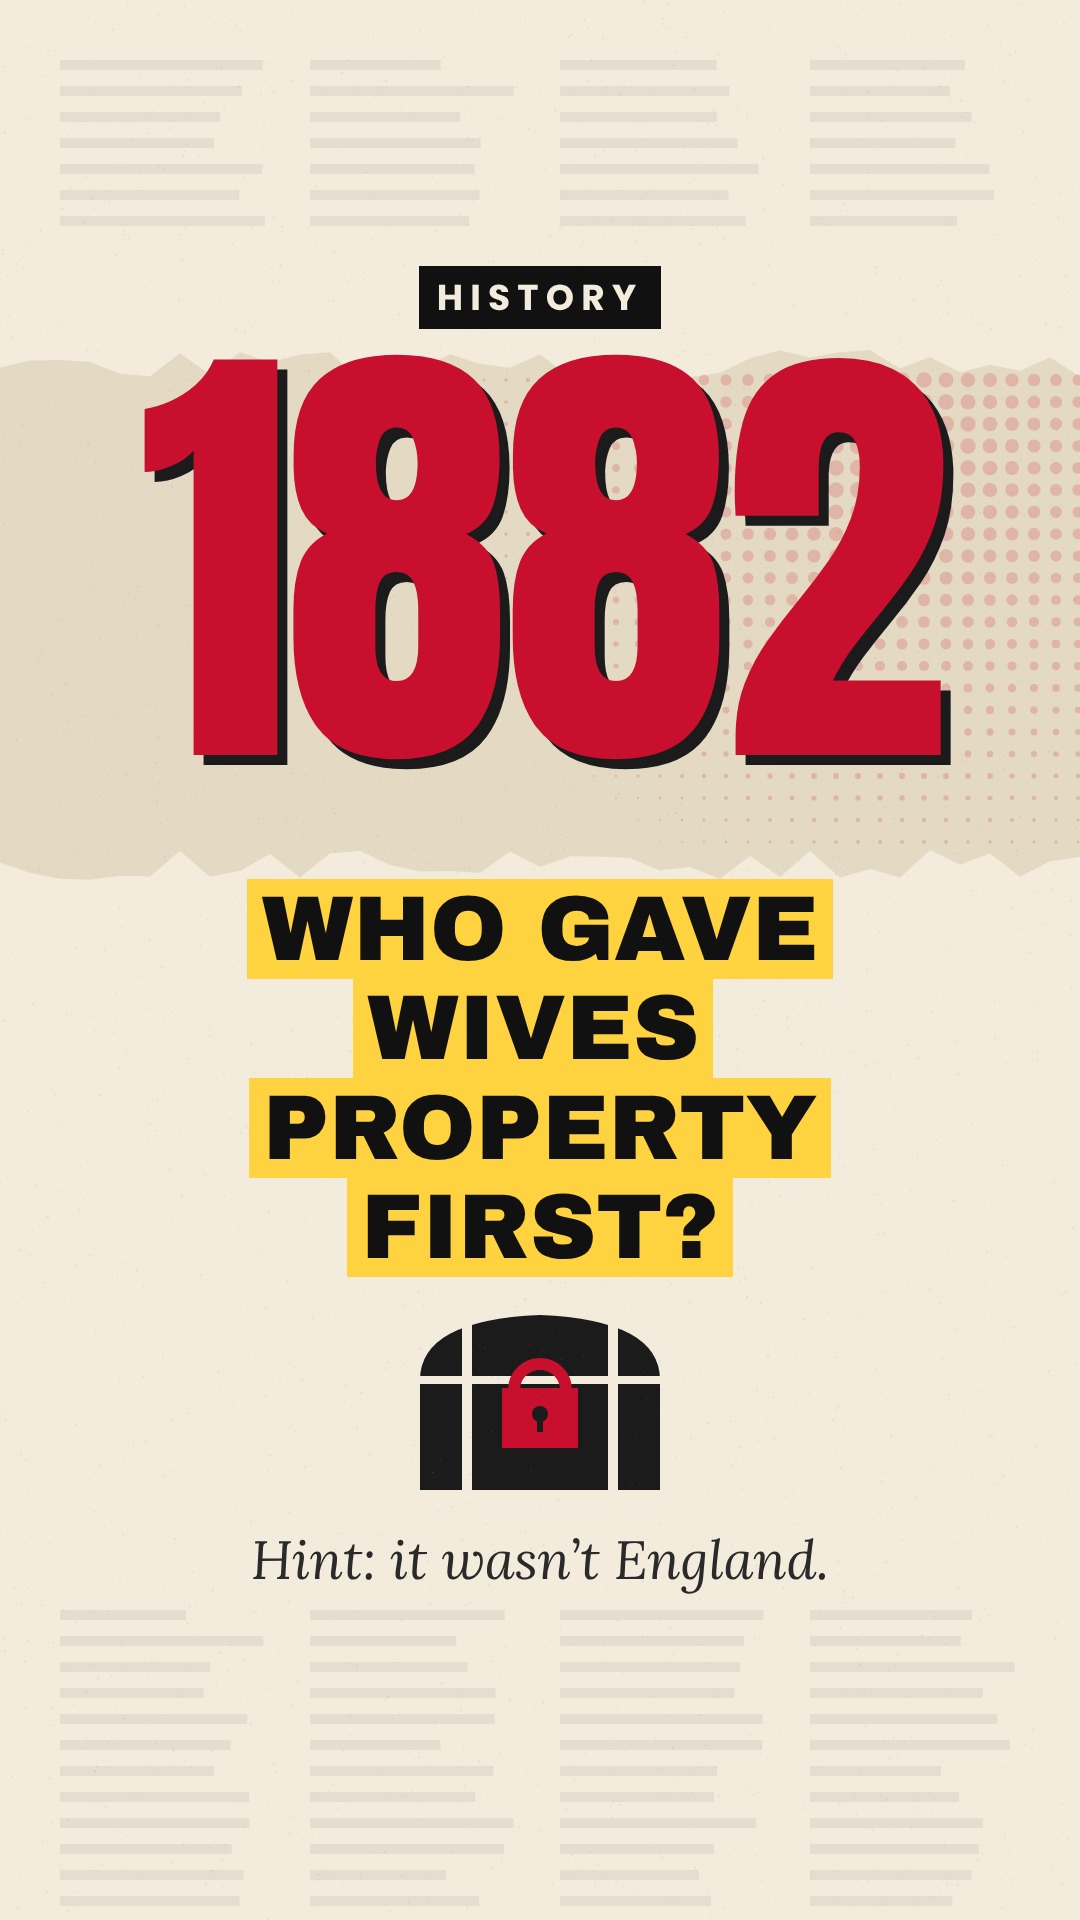 HISTORY
1882
WHO GAVE
WIVES
PROPERTY
FIRST?
Hint: it wasn’t England.